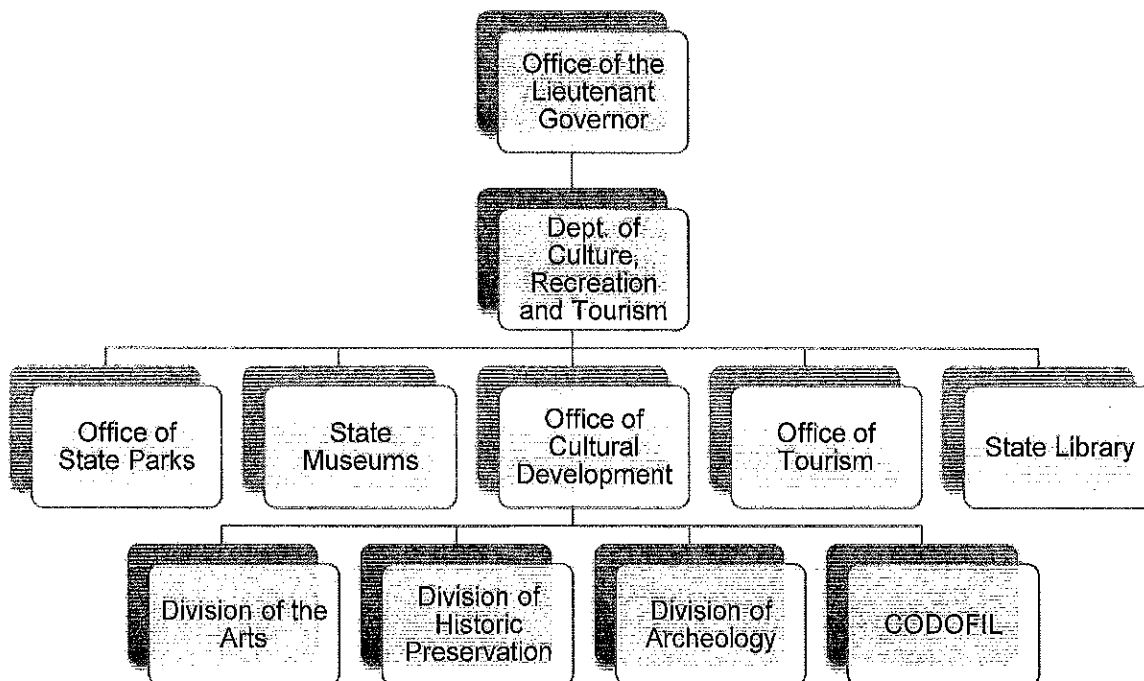 Office of the
Lieutenant
Governor
Dept. of
Culture,
Recreation
and Tourism
Office of
State Parks
State
Museums
Office of
Cultural
Development
Office of
Tourism
State Library
Division of the
Arts
Division of
Historic
Preservation
Division of
Archeology
CODOFIL